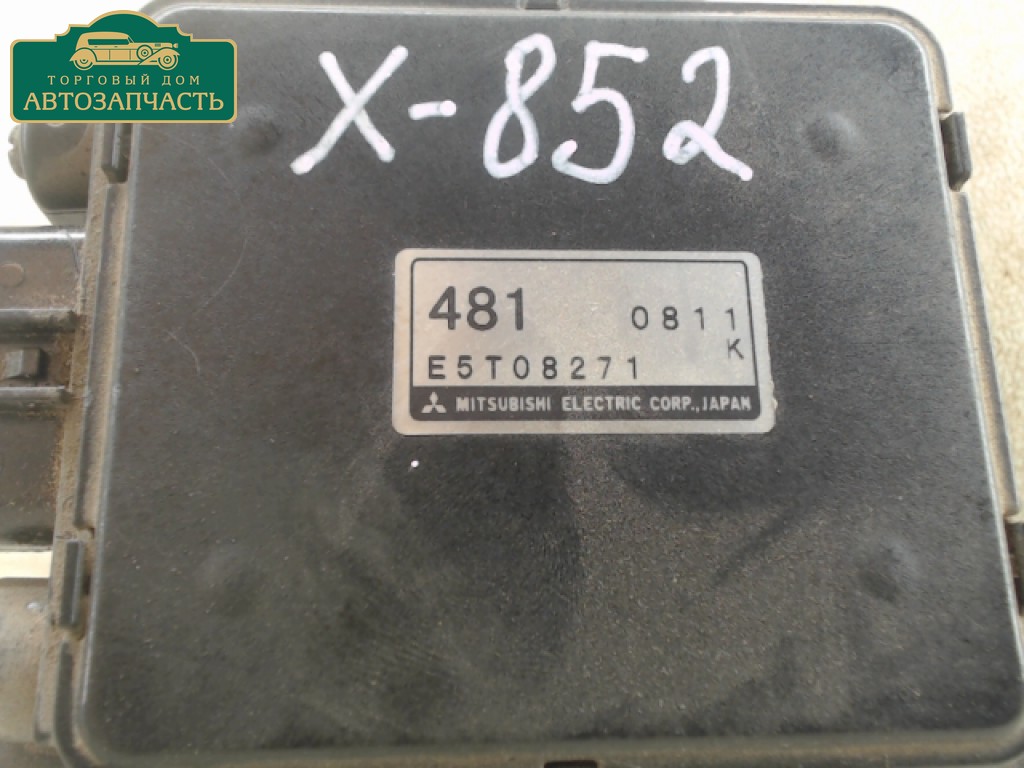 ТОРГОВЫЙ ДОМ
АВТОЗАПЧАСТЬ
X-852
481 0811
K
E5T08271
MITSUBISHI ELECTRIC CORP., JAPAN